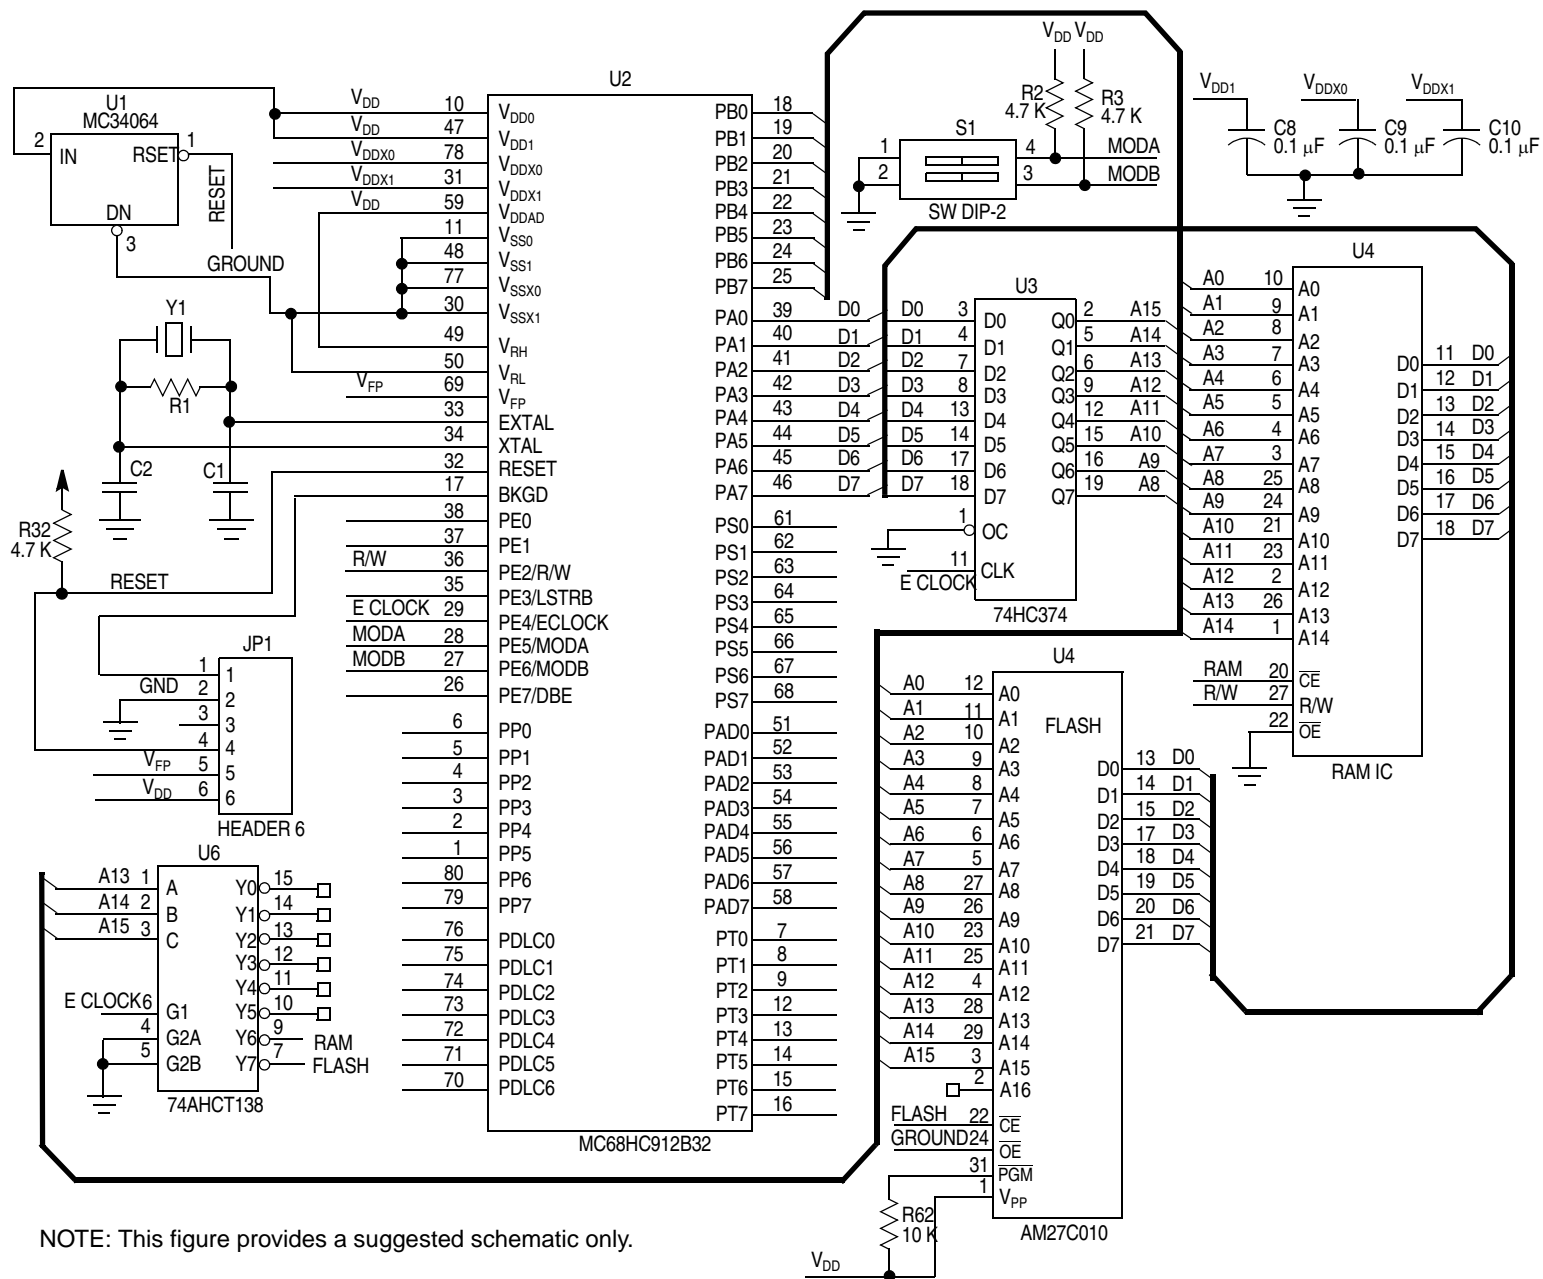 U1
MC34064
2
IN
RSET
1
DN
3
RESET
GROUND
Y1
R1
C2
C1
R32
4.7 K
RESET
JP1
GND
1 1
2 2
3 3
4 4
VFP 5 5
VDD 6 6
HEADER 6
U6
A13 1 A
A14 2 B
A15 3 C
E CLOCK 6 G1
4 G2A
5 G2B
Y0 15
Y1 14
Y2 13
Y3 12
Y4 11
Y5 10
Y6 9 RAM
Y7 7 FLASH
74AHCT138
U2
VDD 10 VDD0
VDD 47 VDD1
VDDX0 78 VDDX0
VDDX1 31 VDDX1
VDD 59 VDDAD
11 VSS0
48 VSS1
77 VSSX0
30 VSSX1
49 VRH
50 VRL
VFP 69 VFP
33 EXTAL
34 XTAL
32 RESET
17 BKGD
38 PE0
37 PE1
R/W 36 PE2/R/W
35 PE3/LSTRB
E CLOCK 29 PE4/ECLOCK
MODA 28 PE5/MODA
MODB 27 PE6/MODB
26 PE7/DBE
6 PP0
5 PP1
4 PP2
3 PP3
2 PP4
1 PP5
80 PP6
79 PP7
76 PDLC0
75 PDLC1
74 PDLC2
73 PDLC3
72 PDLC4
71 PDLC5
70 PDLC6
PB0 18
PB1 19
PB2 20
PB3 21
PB4 22
PB5 23
PB6 24
PB7 25
PA0 39 D0
PA1 40 D1
PA2 41 D2
PA3 42 D3
PA4 43 D4
PA5 44 D5
PA6 45 D6
PA7 46 D7
PS0 61
PS1 62
PS2 63
PS3 64
PS4 65
PS5 66
PS6 67
PS7 68
PAD0 51
PAD1 52
PAD2 53
PAD3 54
PAD4 55
PAD5 56
PAD6 57
PAD7 58
PT0 7
PT1 8
PT2 9
PT3 12
PT4 13
PT5 14
PT6 15
PT7 16
MC68HC912B32
VDD VDD
R2
4.7 K
R3
4.7 K
S1
1
2
4 MODA
3 MODB
SW DIP-2
VDD1
VDDX0
VDDX1
C8
0.1 µF
C9
0.1 µF
C10
0.1 µF
U3
D0 3 D0
D1 4 D1
D2 7 D2
D3 8 D3
D4 13 D4
D5 14 D5
D6 17 D6
D7 18 D7
1 OC
11 CLK
E CLOCK
Q0 2 A15
Q1 5 A14
Q2 6 A13
Q3 9 A12
Q4 12 A11
Q5 15 A10
Q6 16 A9
Q7 19 A8
74HC374
U4
A0 10 A0
A1 9 A1
A2 8 A2
A3 7 A3
A4 6 A4
A5 5 A5
A6 4 A6
A7 3 A7
A8 25 A8
A9 24 A9
A10 21 A10
A11 23 A11
A12 2 A12
A13 26 A13
A14 1 A14
RAM 20 CE
R/W 27 R/W
22 OE
D0 11 D0
D1 12 D1
D2 13 D2
D3 14 D3
D4 15 D4
D5 16 D5
D6 17 D6
D7 18 D7
RAM IC
U4
FLASH
A0 12 A0
A1 11 A1
A2 10 A2
A3 9 A3
A4 8 A4
A5 7 A5
A6 6 A6
A7 5 A7
A8 27 A8
A9 26 A9
A10 23 A10
A11 25 A11
A12 4 A12
A13 28 A13
A14 29 A14
A15 3 A15
2 A16
FLASH 22 CE
GROUND 24 OE
31 PGM
1 VPP
D0 13 D0
D1 14 D1
D2 15 D2
D3 17 D3
D4 18 D4
D5 19 D5
D6 20 D6
D7 21 D7
AM27C010
R62
10 K
VDD
NOTE: This figure provides a suggested schematic only.